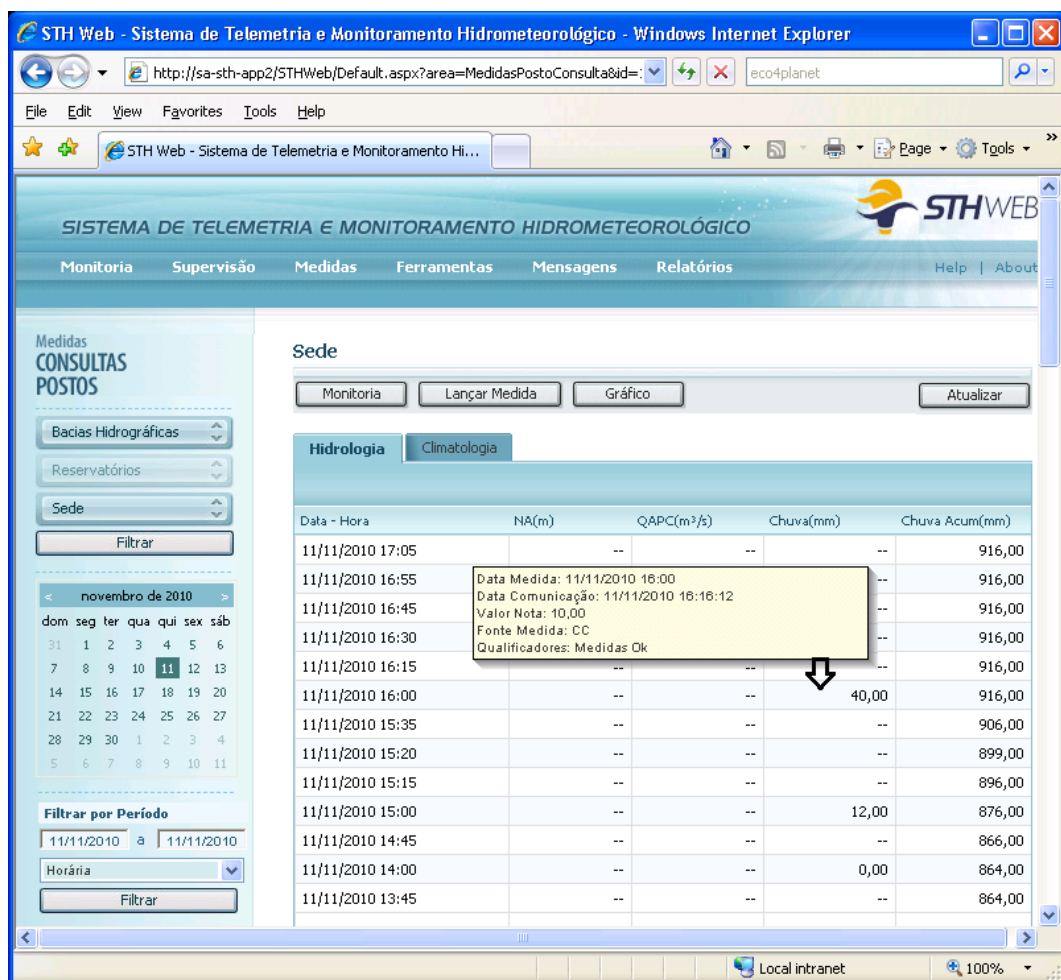 STH Web - Sistema de Telemetria e Monitoramento Hidrometeorológico - Windows Internet Explorer
http://sa-sth-app2/STHWeb/Default.aspx?area=MedidasPostoConsulta&id=: eco4planet
File Edit View Favorites Tools Help
STH Web - Sistema de Telemetria e Monitoramento Hi... Page Tools »
STHWEB
SISTEMA DE TELEMETRIA E MONITORAMENTO HIDROMETEOROLÓGICO
Monitoria Supervisão Medidas Ferramentas Mensagens Relatórios Help | About
Medidas
CONSULTAS
POSTOS
Bacias Hidrográficas
Reservatórios
Sede
Filtrar
< novembro de 2010 >
dom seg ter qua qui sex sáb
31 1 2 3 4 5 6
7 8 9 10 11 12 13
14 15 16 17 18 19 20
21 22 23 24 25 26 27
28 29 30 1 2 3 4
5 6 7 8 9 10 11
Filtrar por Período
11/11/2010 a 11/11/2010
Horária
Filtrar
Sede
Monitoria Lançar Medida Gráfico Atualizar
Hidrologia Climatologia
Data - Hora NA(m) QAPC(m³/s) Chuva(mm) Chuva Acum(mm)
11/11/2010 17:05 -- -- -- 916,00
11/11/2010 16:55 -- 916,00
11/11/2010 16:45 -- 916,00
11/11/2010 16:30 -- 916,00
11/11/2010 16:15 -- -- -- 916,00
Data Medida: 11/11/2010 16:00
Data Comunicação: 11/11/2010 16:16:12
Valor Nota: 10,00
Fonte Medida: CC
Qualificadores: Medidas Ok
11/11/2010 16:00 -- -- 40,00 916,00
11/11/2010 15:35 -- -- -- 906,00
11/11/2010 15:20 -- -- -- 899,00
11/11/2010 15:15 -- -- -- 896,00
11/11/2010 15:00 -- -- 12,00 876,00
11/11/2010 14:45 -- -- -- 866,00
11/11/2010 14:00 -- -- 0,00 864,00
11/11/2010 13:45 -- -- -- 864,00
Local intranet 100%